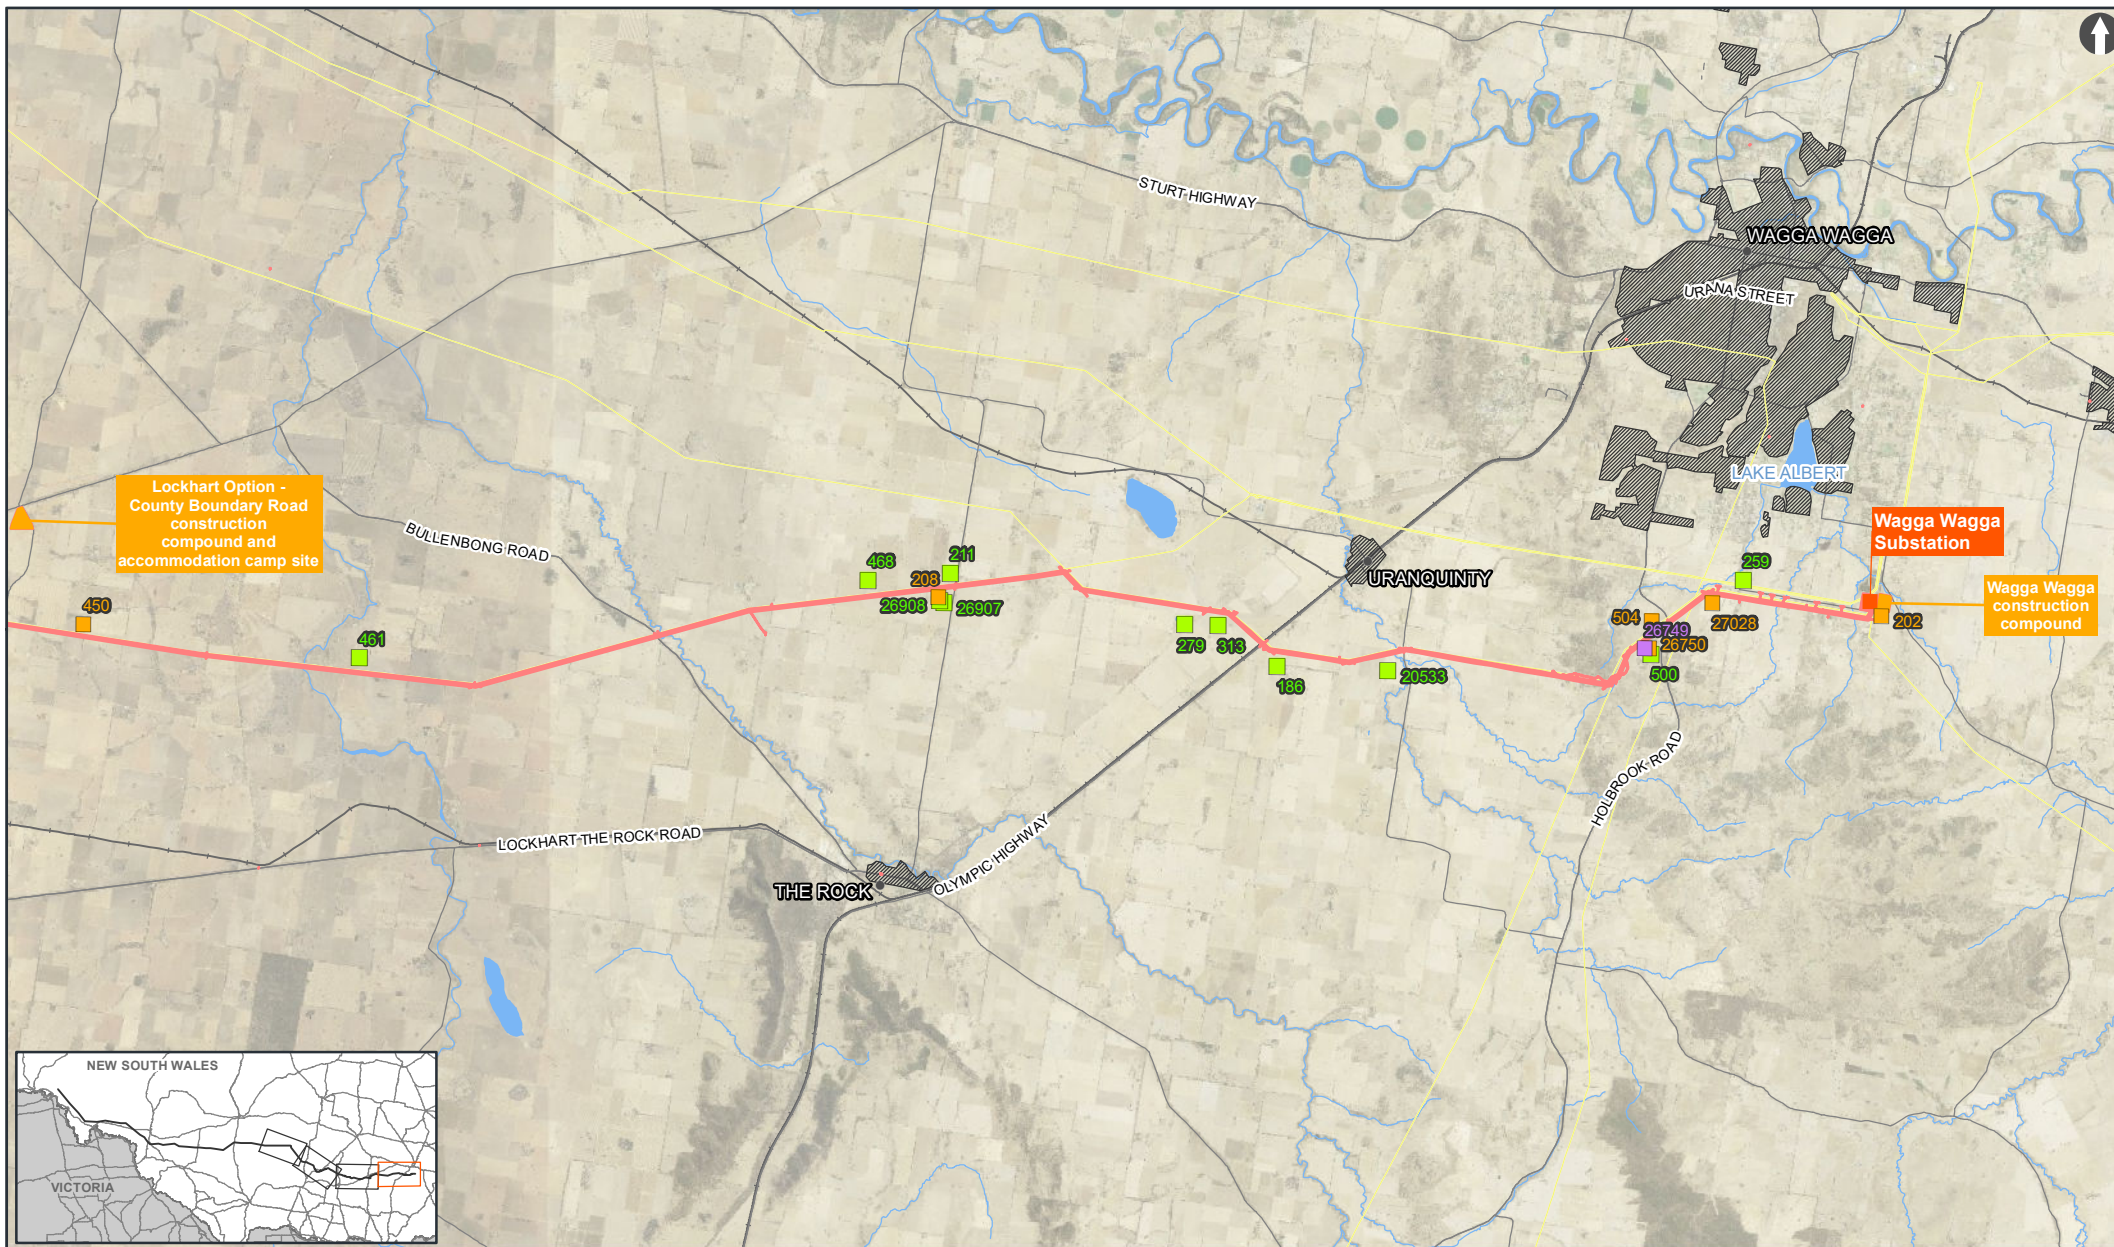 STURT HIGHWAY
WAGGA WAGGA
URANA STREET
LAKE ALBERT
Lockhart Option -
County Boundary Road
construction
compound and
accommodation camp site
BULLENBONG ROAD
Wagga Wagga
Substation
468
211
208
26908
26907
URANQUINTY
259
Wagga Wagga
construction
compound
450
461
279
313
504
26749
26750
27028
202
186
20533
500
HOLBROOK ROAD
LOCKHART THE ROCK ROAD
OLYMPIC HIGHWAY
THE ROCK
NEW SOUTH WALES
VICTORIA